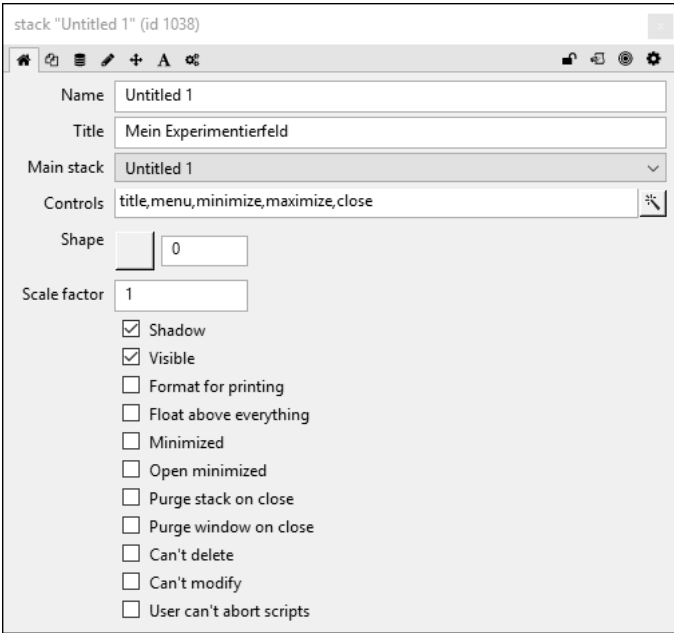 stack "Untitled 1" (id 1038)
A
Name Untitled 1
Title Mein Experimentierfeld
Main stack Untitled 1
Controls title,menu,minimize,maximize,close
Shape 0
Scale factor 1
Shadow
Visible
Format for printing
Float above everything
Minimized
Open minimized
Purge stack on close
Purge window on close
Can't delete
Can't modify
User can't abort scripts